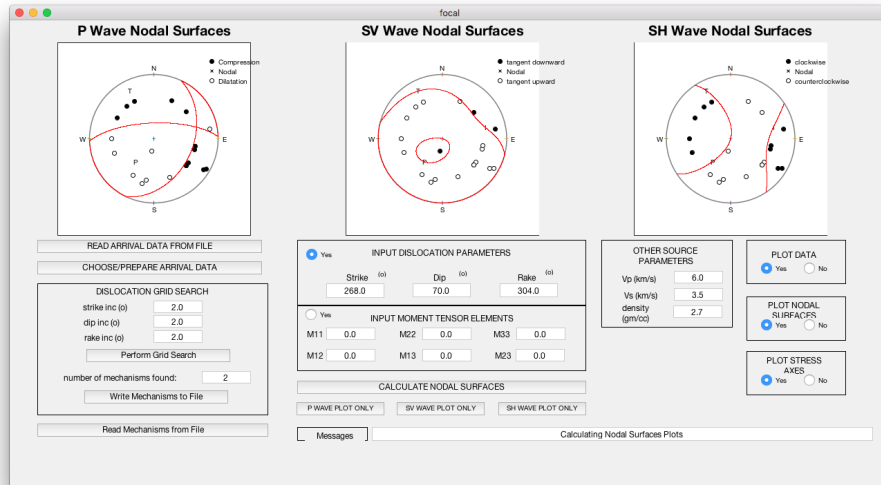 focal
P Wave Nodal Surfaces
SV Wave Nodal Surfaces
SH Wave Nodal Surfaces
Compression
Nodal
Dilatation
N
T
W
E
P
S
tangent downward
Nodal
tangent upward
N
T
W
E
P
S
clockwise
Nodal
counterclockwise
N
T
W
E
P
S
READ ARRIVAL DATA FROM FILE
CHOOSE/PREPARE ARRIVAL DATA
DISLOCATION GRID SEARCH
strike inc (o) 2.0
dip inc (o) 2.0
rake inc (o) 2.0
Perform Grid Search
number of mechanisms found: 2
Write Mechanisms to File
Read Mechanisms from File
Yes INPUT DISLOCATION PARAMETERS
Strike (o) Dip (o) Rake (o)
268.0 70.0 304.0
Yes INPUT MOMENT TENSOR ELEMENTS
M11 0.0 M22 0.0 M33 0.0
M12 0.0 M13 0.0 M23 0.0
CALCULATE NODAL SURFACES
P WAVE PLOT ONLY SV WAVE PLOT ONLY SH WAVE PLOT ONLY
Messages Calculating Nodal Surfaces Plots
OTHER SOURCE
PARAMETERS
Vp (km/s) 6.0
Vs (km/s) 3.5
density
(gm/cc) 2.7
PLOT DATA
Yes No
PLOT NODAL
SURFACES
Yes No
PLOT STRESS
AXES
Yes No